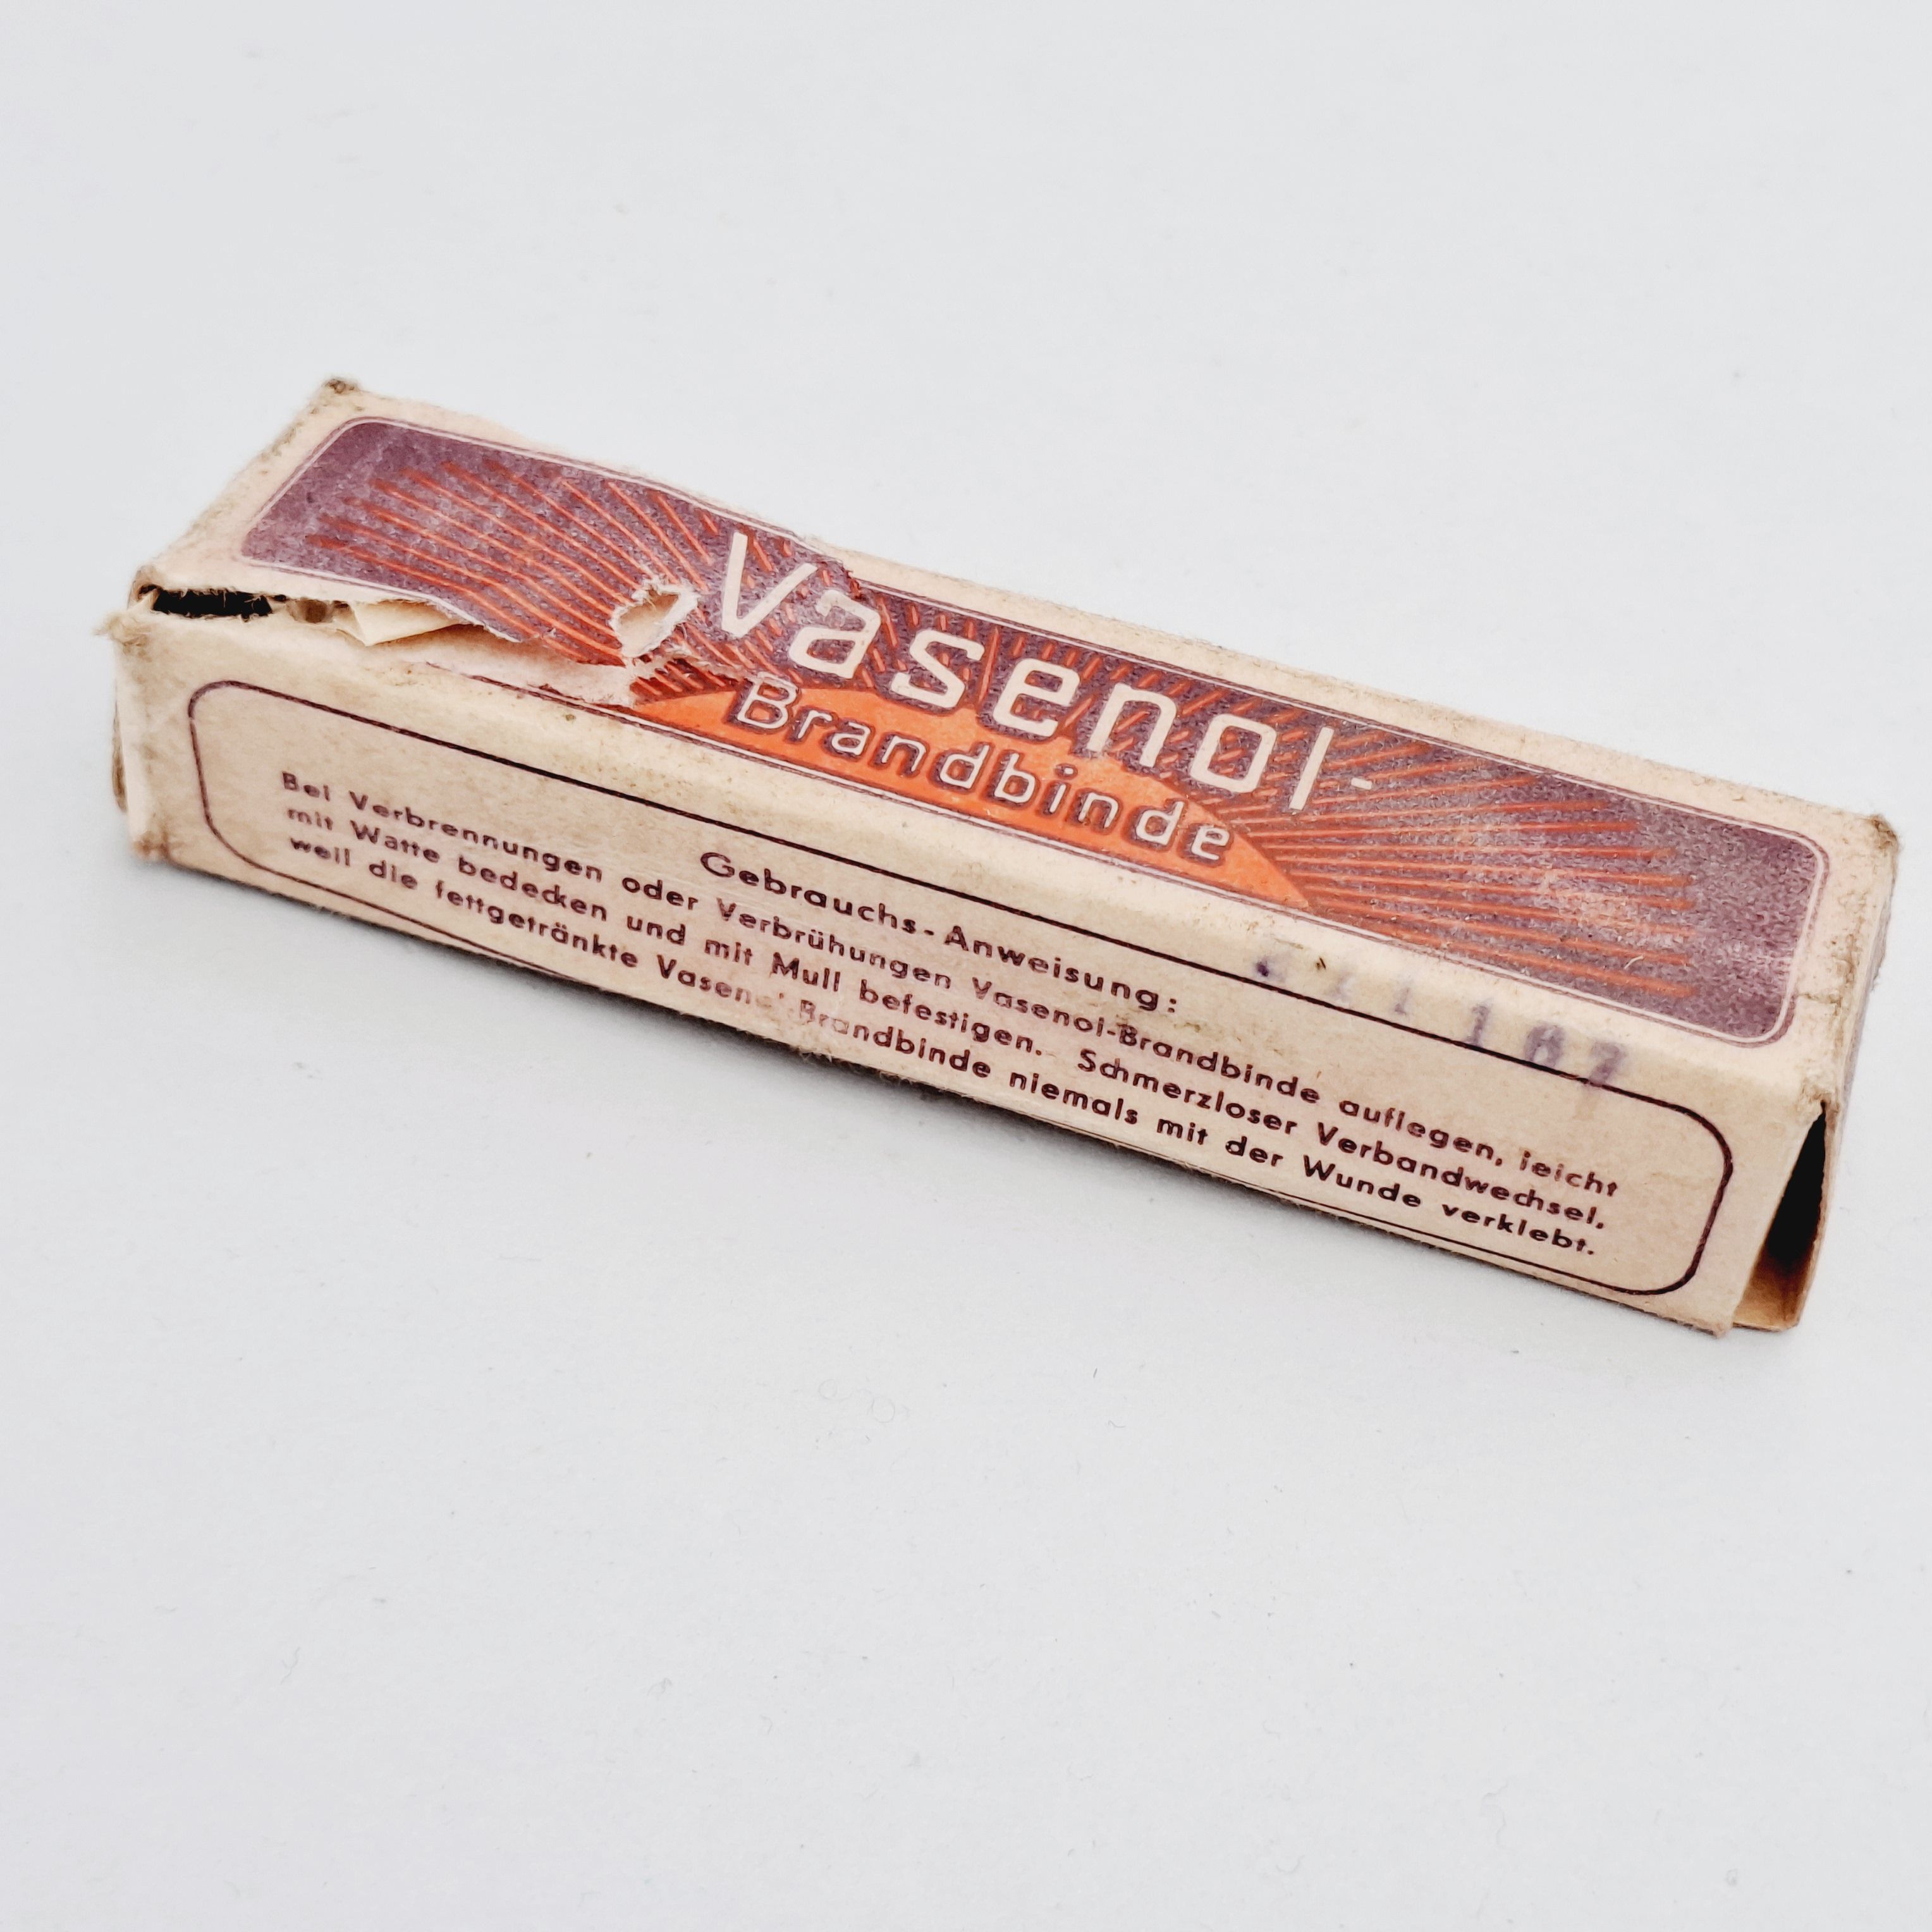 Vasenol-
Brandbinde
Gebrauchs-Anweisung:
Bei Verbrennungen oder Verbrühungen Vasenol-Brandbinde auflegen, leicht
mit Watte bedecken und mit Mull befestigen. Schmerzloser Verbandwechsel,
weil die fettgetränkte Vasenol-Brandbinde niemals mit der Wunde verklebt.